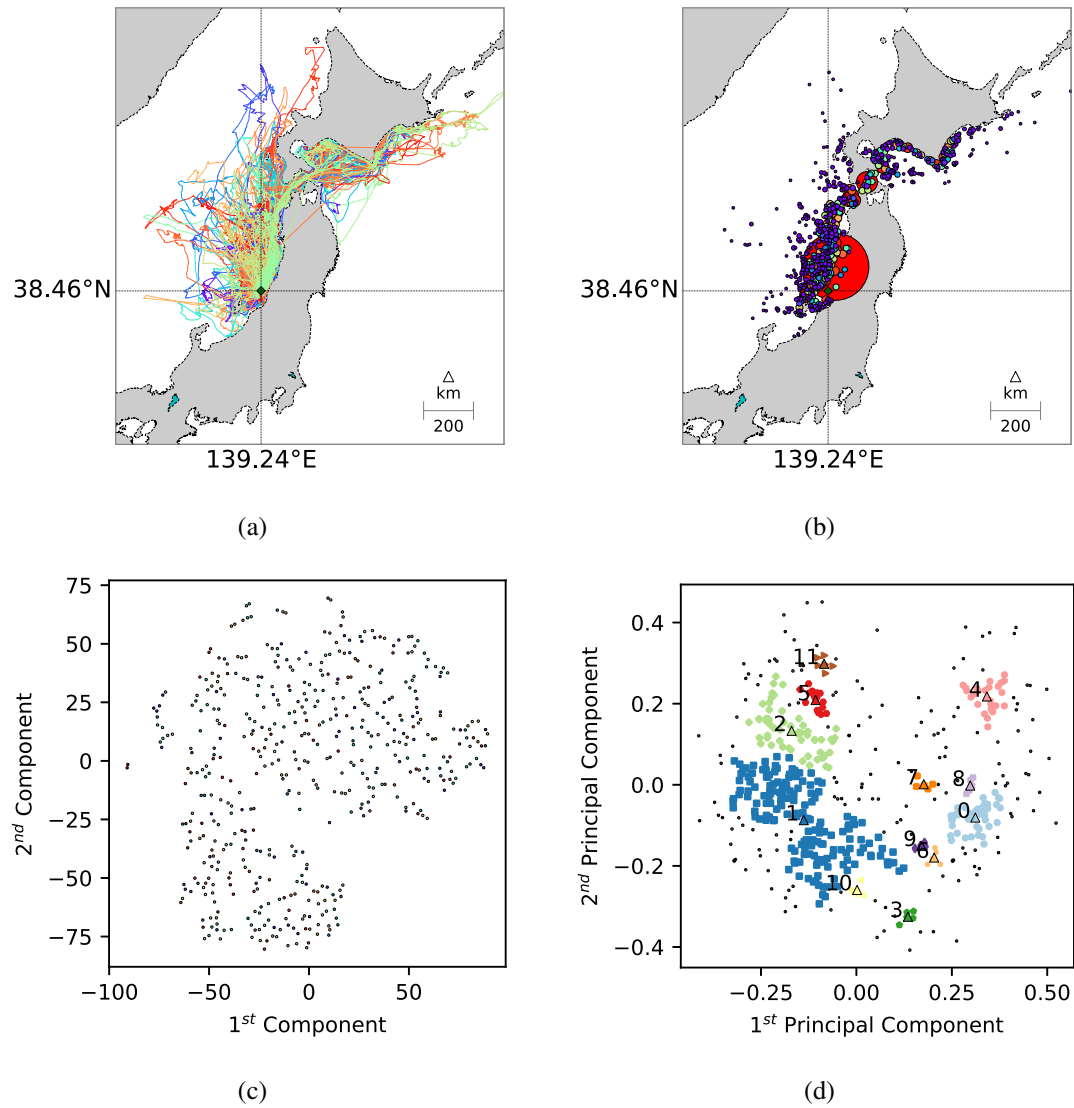 38.46°N
km
200
139.24°E
(a)
38.46°N
km
200
139.24°E
(b)
75
50
25
0
−25
−50
−75
2nd Component
−100
−50
0
50
1st Component
(c)
0.4
0.2
0.0
−0.2
−0.4
2nd Principal Component
11
5
4
2
7
8
0
1
9
6
10
3
−0.25
0.00
0.25
0.50
1st Principal Component
(d)